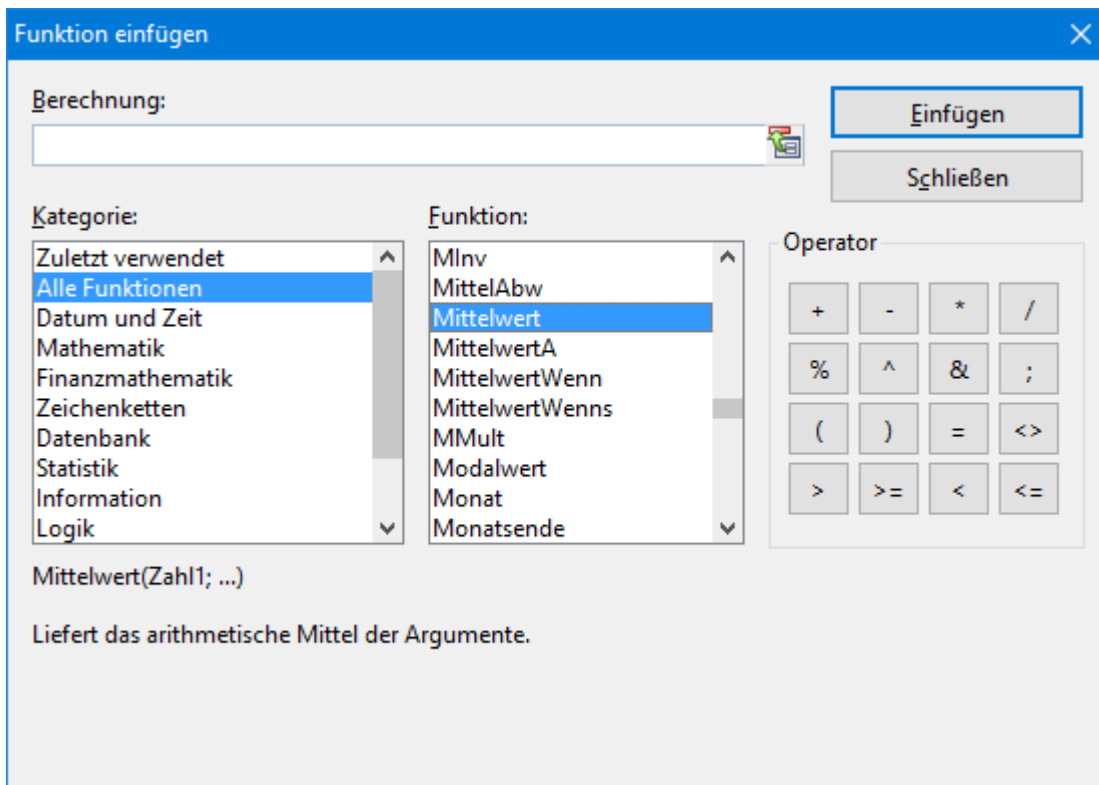 Funktion einfügen
Berechnung:
Einfügen
Schließen
Kategorie:
Zuletzt verwendet
Alle Funktionen
Datum und Zeit
Mathematik
Finanzmathematik
Zeichenketten
Datenbank
Statistik
Information
Logik
Funktion:
MInv
MittelAbw
Mittelwert
MittelwertA
MittelwertWenn
MittelwertWenns
MMult
Modalwert
Monat
Monatsende
Operator
+ - * /
% ^ & ;
( ) = <>
> >= < <=
Mittelwert(Zahl1; ...)
Liefert das arithmetische Mittel der Argumente.